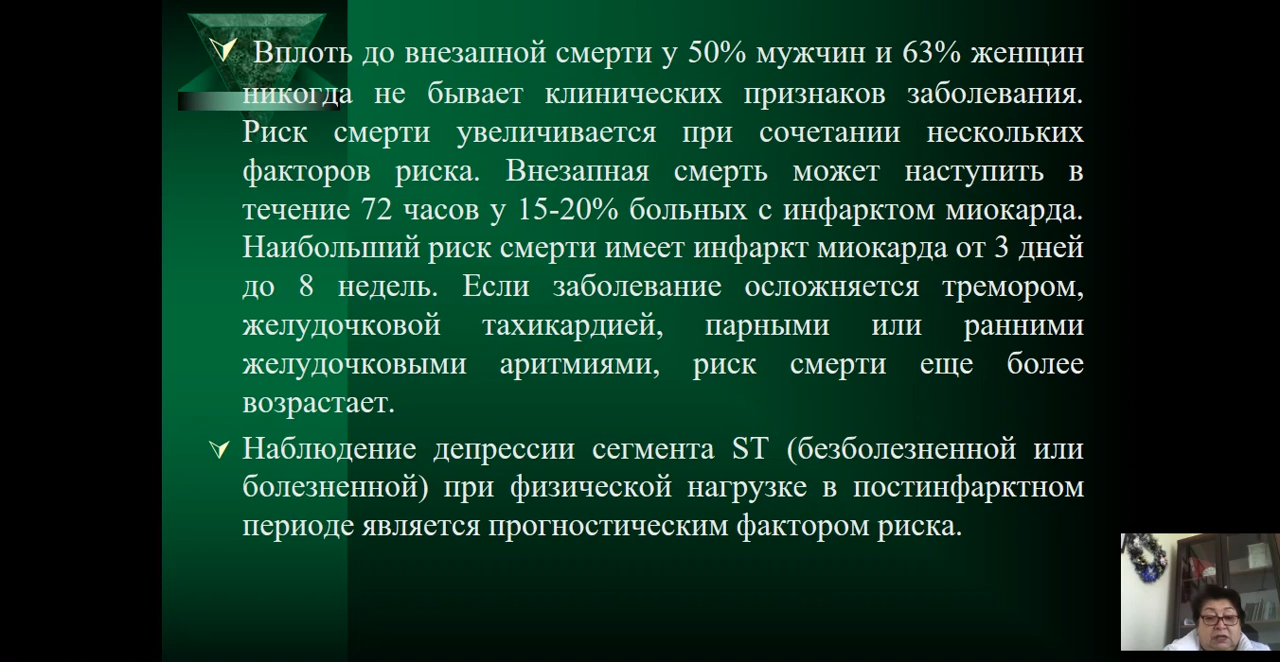 Вплоть до внезапной смерти у 50% мужчин и 63% женщин
никогда не бывает клинических признаков заболевания.
Риск смерти увеличивается при сочетании нескольких
факторов риска. Внезапная смерть может наступить в
течение 72 часов у 15-20% больных с инфарктом миокарда.
Наибольший риск смерти имеет инфаркт миокарда от 3 дней
до 8 недель. Если заболевание осложняется тремором,
желудочковой тахикардией, парными или ранними
желудочковыми аритмиями, риск смерти еще более
возрастает.
Наблюдение депрессии сегмента ST (безболезненной или
болезненной) при физической нагрузке в постинфарктном
периоде является прогностическим фактором риска.